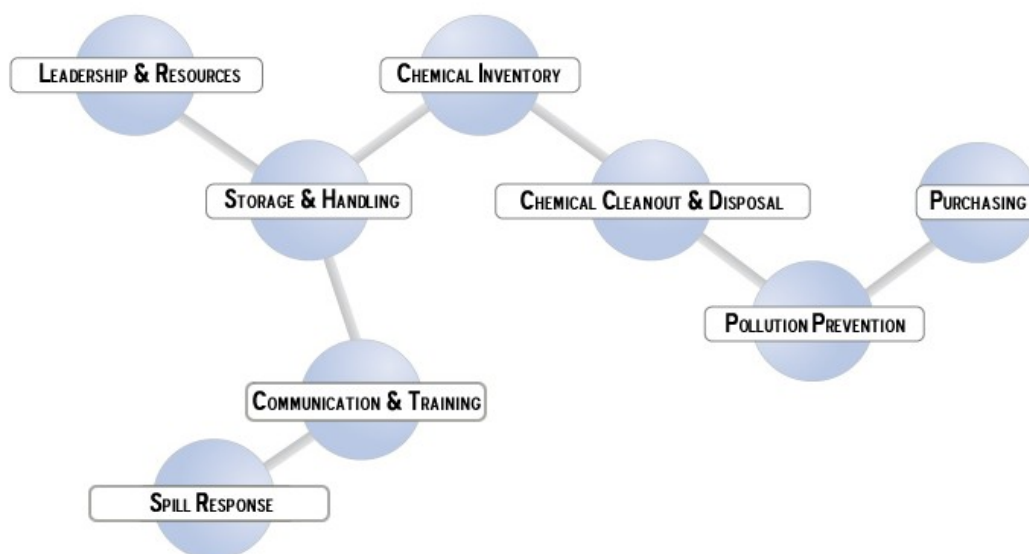 Leadership & Resources
Chemical Inventory
Storage & Handling
Chemical Cleanout & Disposal
Purchasing
Pollution Prevention
Communication & Training
Spill Response